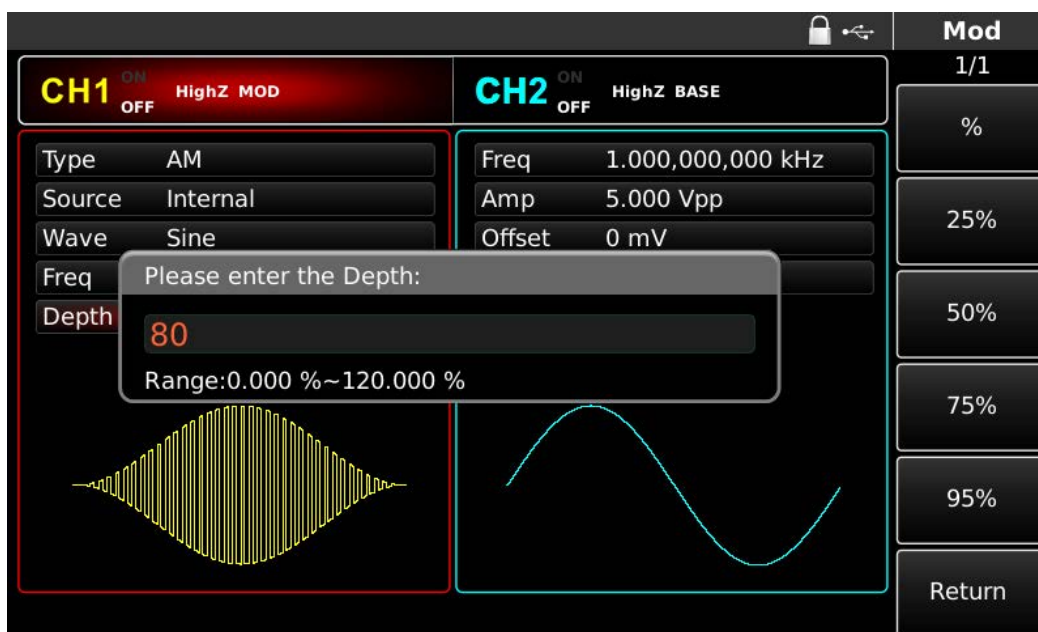 Mod
1/1
CH1 ON OFF HighZ MOD
CH2 ON OFF HighZ BASE
%
25%
50%
75%
95%
Return
Type AM
Source Internal
Wave Sine
Freq
Depth
Freq 1.000,000,000 kHz
Amp 5.000 Vpp
Offset 0 mV
Please enter the Depth:
80
Range:0.000 %~120.000 %